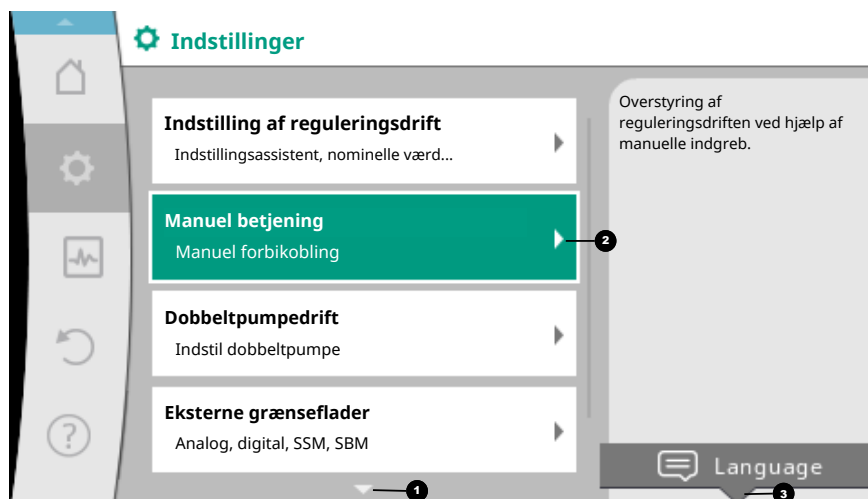 Indstillinger
Indstilling af reguleringsdrift
Indstillingsassistent, nominelle værd...
Manuel betjening
Manuel forbikobling
2
Dobbeltpumpedrift
Indstil dobbeltpumpe
Eksterne grænseflader
Analog, digital, SSM, SBM
1
Overstyring af
reguleringsdriften ved hjælp af
manuelle indgreb.
Language
3